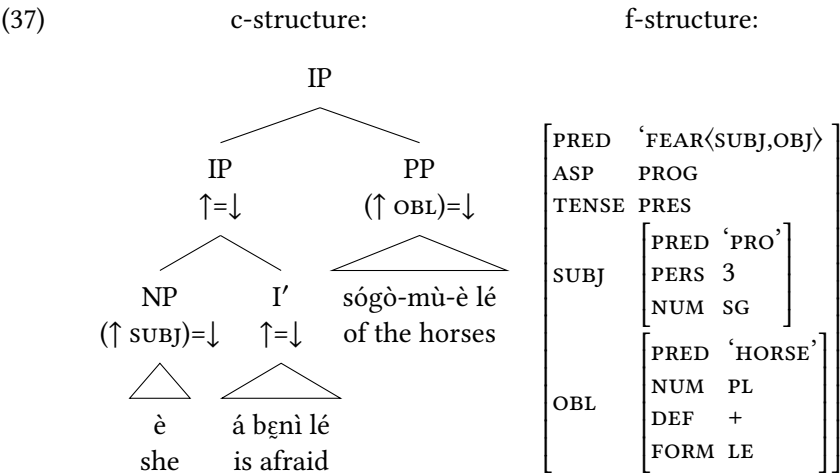 (37) c-structure: f-structure:
IP
IP PP
↑=↓ (↑ OBL)=↓
NP I′ sógò-mù-è lé
(↑ SUBJ)=↓ ↑=↓ of the horses
è á bɛ̰nì lé
she is afraid
PRED ‘FEAR⟨SUBJ,OBJ⟩
ASP PROG
TENSE PRES
SUBJ PRED ‘PRO’
PERS 3
NUM SG
OBL PRED ‘HORSE’
NUM PL
DEF +
FORM LE